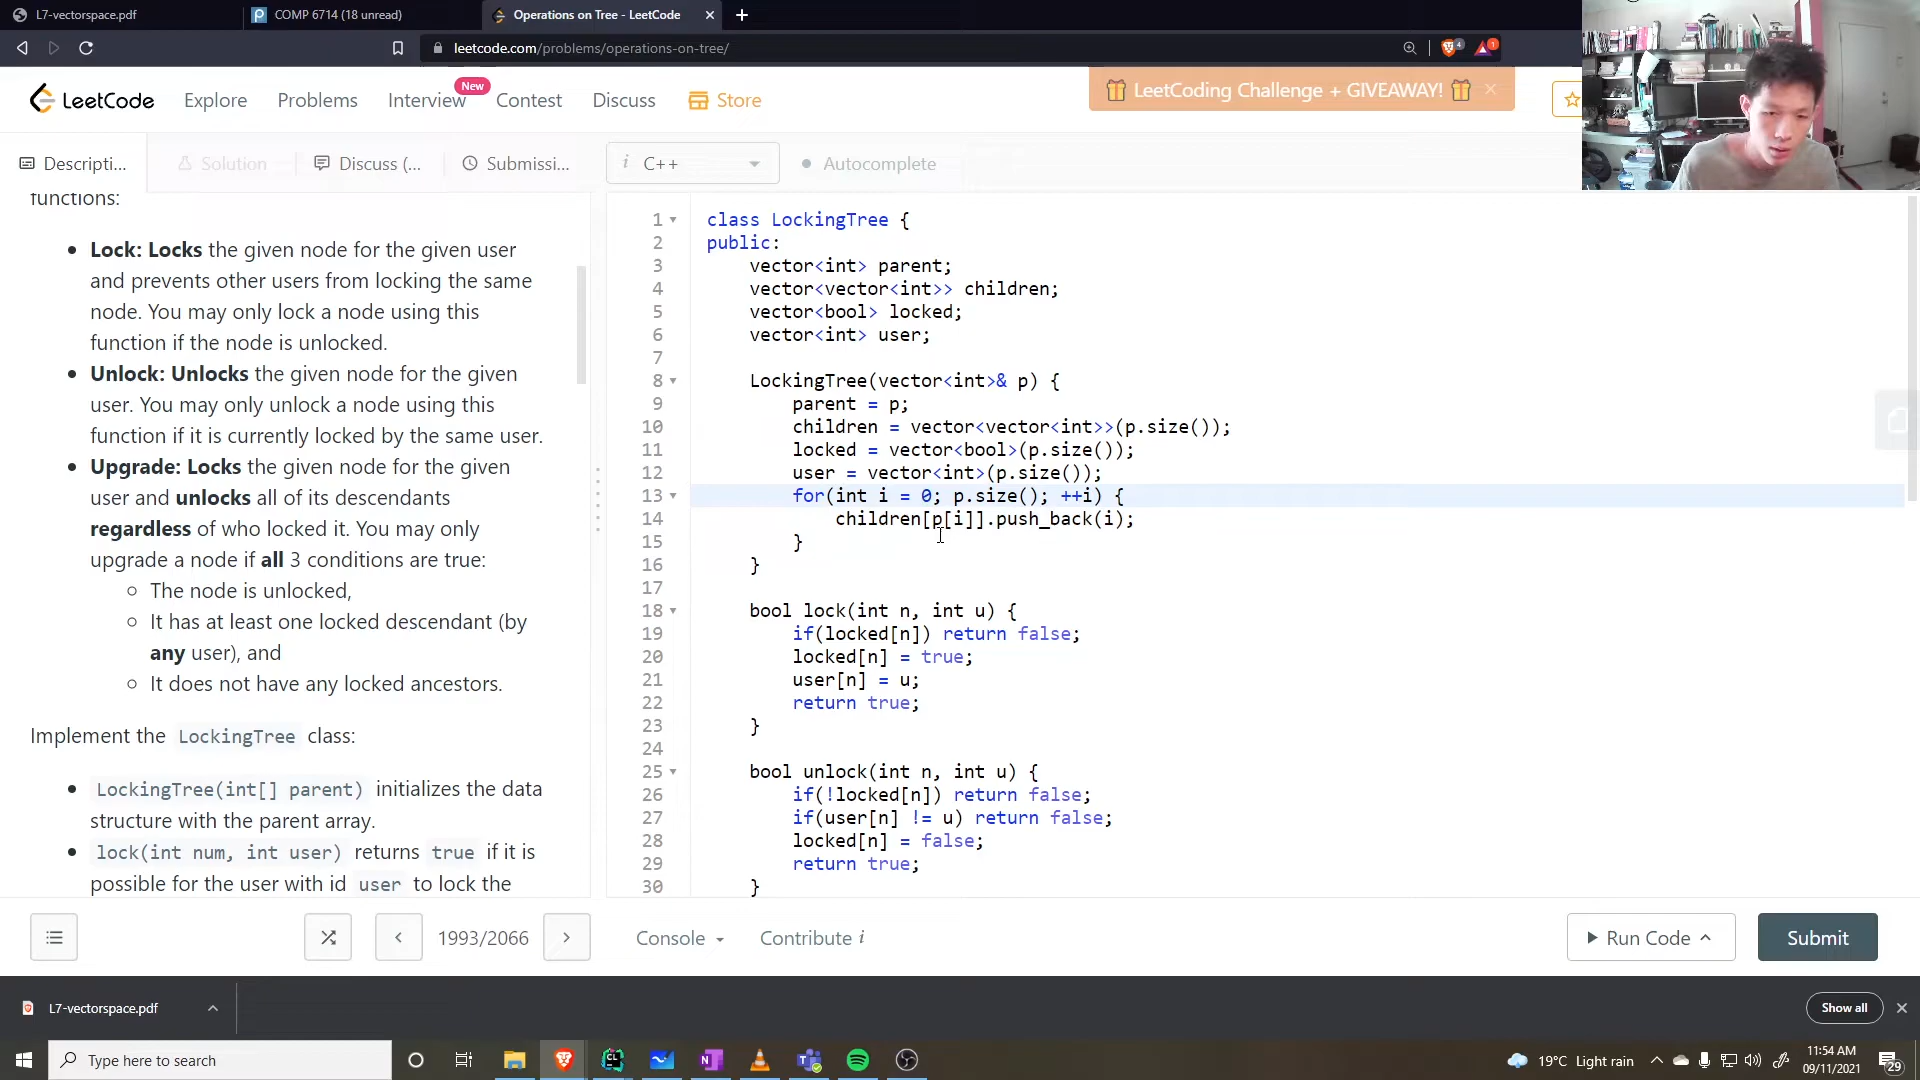 L7-vectorspace.pdf
COMP 6714 (18 unread)
Operations on Tree - LeetCode
leetcode.com/problems/operations-on-tree/
4
1
LeetCode
Explore
Problems
Interview
New
Contest
Discuss
Store
LeetCoding Challenge + GIVEAWAY!
Descripti...
Solution
Discuss (...
Submissi...
i C++
Autocomplete
functions:
Lock: Locks the given node for the given user
and prevents other users from locking the same
node. You may only lock a node using this
function if the node is unlocked.
Unlock: Unlocks the given node for the given
user. You may only unlock a node using this
function if it is currently locked by the same user.
Upgrade: Locks the given node for the given
user and unlocks all of its descendants
regardless of who locked it. You may only
upgrade a node if all 3 conditions are true:
The node is unlocked,
It has at least one locked descendant (by
any user), and
It does not have any locked ancestors.
Implement the LockingTree class:
LockingTree(int[] parent) initializes the data
structure with the parent array.
lock(int num, int user) returns true if it is
possible for the user with id user to lock the
1 class LockingTree {
2 public:
3     vector<int> parent;
4     vector<vector<int>> children;
5     vector<bool> locked;
6     vector<int> user;
7
8     LockingTree(vector<int>& p) {
9         parent = p;
10         children = vector<vector<int>>(p.size());
11         locked = vector<bool>(p.size());
12         user = vector<int>(p.size());
13         for(int i = 0; p.size(); ++i) {
14             children[p[i]].push_back(i);
15         }
16     }
17
18     bool lock(int n, int u) {
19         if(locked[n]) return false;
20         locked[n] = true;
21         user[n] = u;
22         return true;
23     }
24
25     bool unlock(int n, int u) {
26         if(!locked[n]) return false;
27         if(user[n] != u) return false;
28         locked[n] = false;
29         return true;
30     }
1993/2066
Console
Contribute i
Run Code
Submit
L7-vectorspace.pdf
Show all
Type here to search
19°C Light rain
11:54 AM
09/11/2021
29